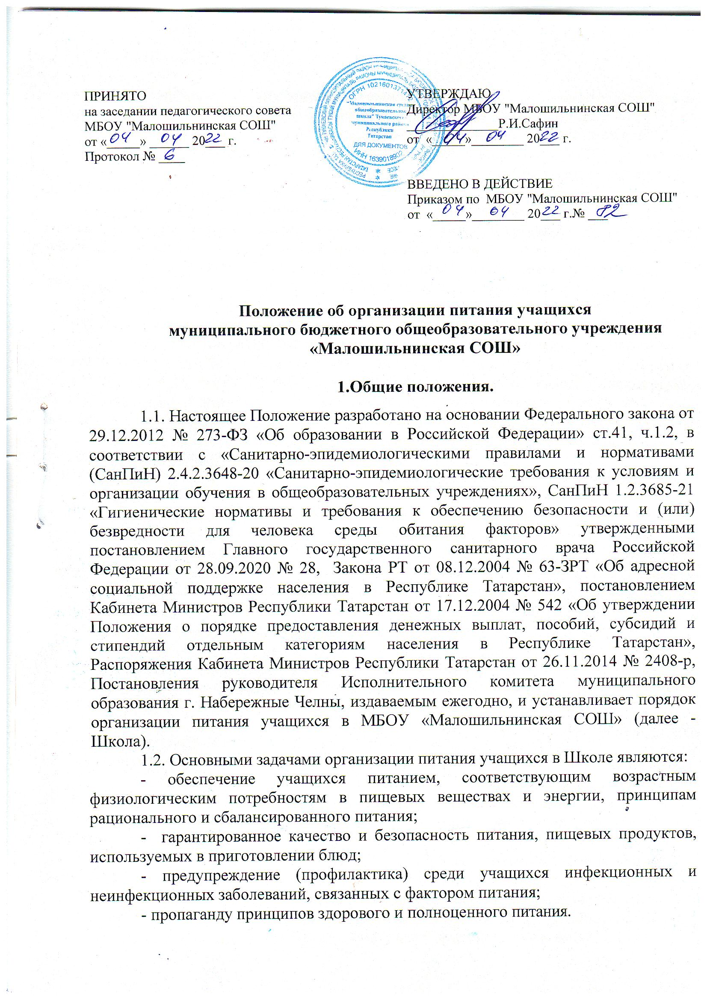 ПРИНЯТО
на заседании педагогического совета
МБОУ "Малошильнинская СОШ"
от «04» 04 2022 г.
Протокол № 6
ОГРН 1021601371472
"Малошильнинская средняя
общеобразовательная
школа" Тукаевского
муниципального района
Республики
Татарстан
ДЛЯ ДОКУМЕНТОВ
ИНН 1639018902
УТВЕРЖДАЮ
Директор МБОУ "Малошильнинская СОШ"
Р.И.Сафин
от «04» 04 2022 г.
ВВЕДЕНО В ДЕЙСТВИЕ
Приказом по МБОУ "Малошильнинская СОШ"
от «04» 04 2022 г.№ 82
Положение об организации питания учащихся
муниципального бюджетного общеобразовательного учреждения
«Малошильнинская СОШ»
1.Общие положения.
1.1. Настоящее Положение разработано на основании Федерального закона от
29.12.2012 № 273-ФЗ «Об образовании в Российской Федерации» ст.41, ч.1.2, в
соответствии с «Санитарно-эпидемиологическими правилами и нормативами
(СанПиН) 2.4.2.3648-20 «Санитарно-эпидемиологические требования к условиям и
организации обучения в общеобразовательных учреждениях», СанПиН 1.2.3685-21
«Гигиенические нормативы и требования к обеспечению безопасности и (или)
безвредности для человека среды обитания факторов» утвержденными
постановлением Главного государственного санитарного врача Российской
Федерации от 28.09.2020 № 28, Закона РТ от 08.12.2004 № 63-ЗРТ «Об адресной
социальной поддержке населения в Республике Татарстан», постановлением
Кабинета Министров Республики Татарстан от 17.12.2004 № 542 «Об утверждении
Положения о порядке предоставления денежных выплат, пособий, субсидий и
стипендий отдельным категориям населения в Республике Татарстан»,
Распоряжения Кабинета Министров Республики Татарстан от 26.11.2014 № 2408-р,
Постановления руководителя Исполнительного комитета муниципального
образования г. Набережные Челны, издаваемым ежегодно, и устанавливает порядок
организации питания учащихся в МБОУ «Малошильнинская СОШ» (далее -
Школа).
1.2. Основными задачами организации питания учащихся в Школе являются:
- обеспечение учащихся питанием, соответствующим возрастным
физиологическим потребностям в пищевых веществах и энергии, принципам
рационального и сбалансированного питания;
- гарантированное качество и безопасность питания, пищевых продуктов,
используемых в приготовлении блюд;
- предупреждение (профилактика) среди учащихся инфекционных и
неинфекционных заболеваний, связанных с фактором питания;
- пропаганду принципов здорового и полноценного питания.